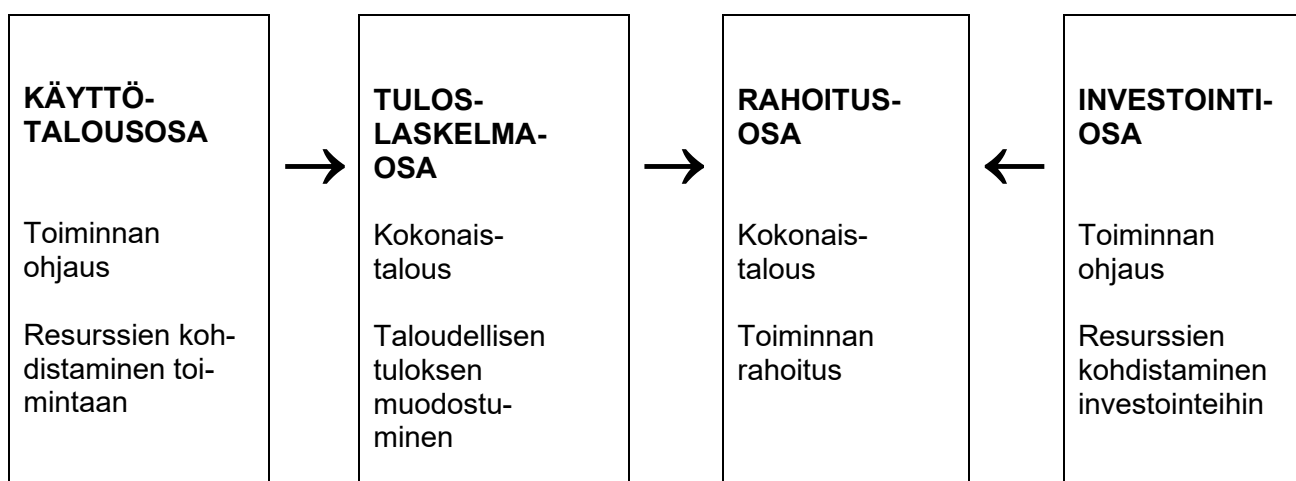 KÄYTTÖ-
TALOUSOSA
Toiminnan
ohjaus
Resurssien koh-
distaminen toi-
mintaan
→
TULOS-
LASKELMA-
OSA
Kokonais-
talous
Taloudellisen
tuloksen
muodostu-
minen
→
RAHOITUS-
OSA
Kokonais-
talous
Toiminnan
rahoitus
←
INVESTOINTI-
OSA
Toiminnan
ohjaus
Resurssien
kohdistaminen
investointeihin